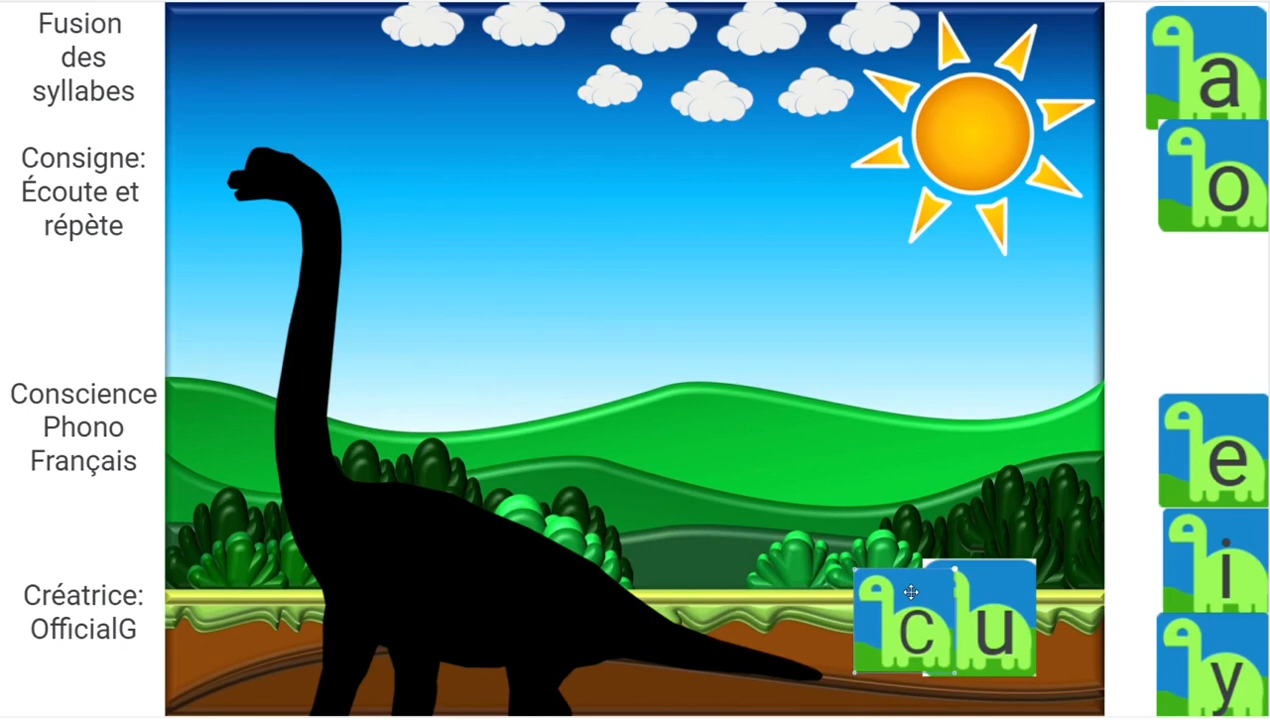 Fusion
des
syllabes
Consigne:
Écoute et
répète
Conscience
Phono
Français
Créatrice:
OfficialG
c u
a
o
e
i
y